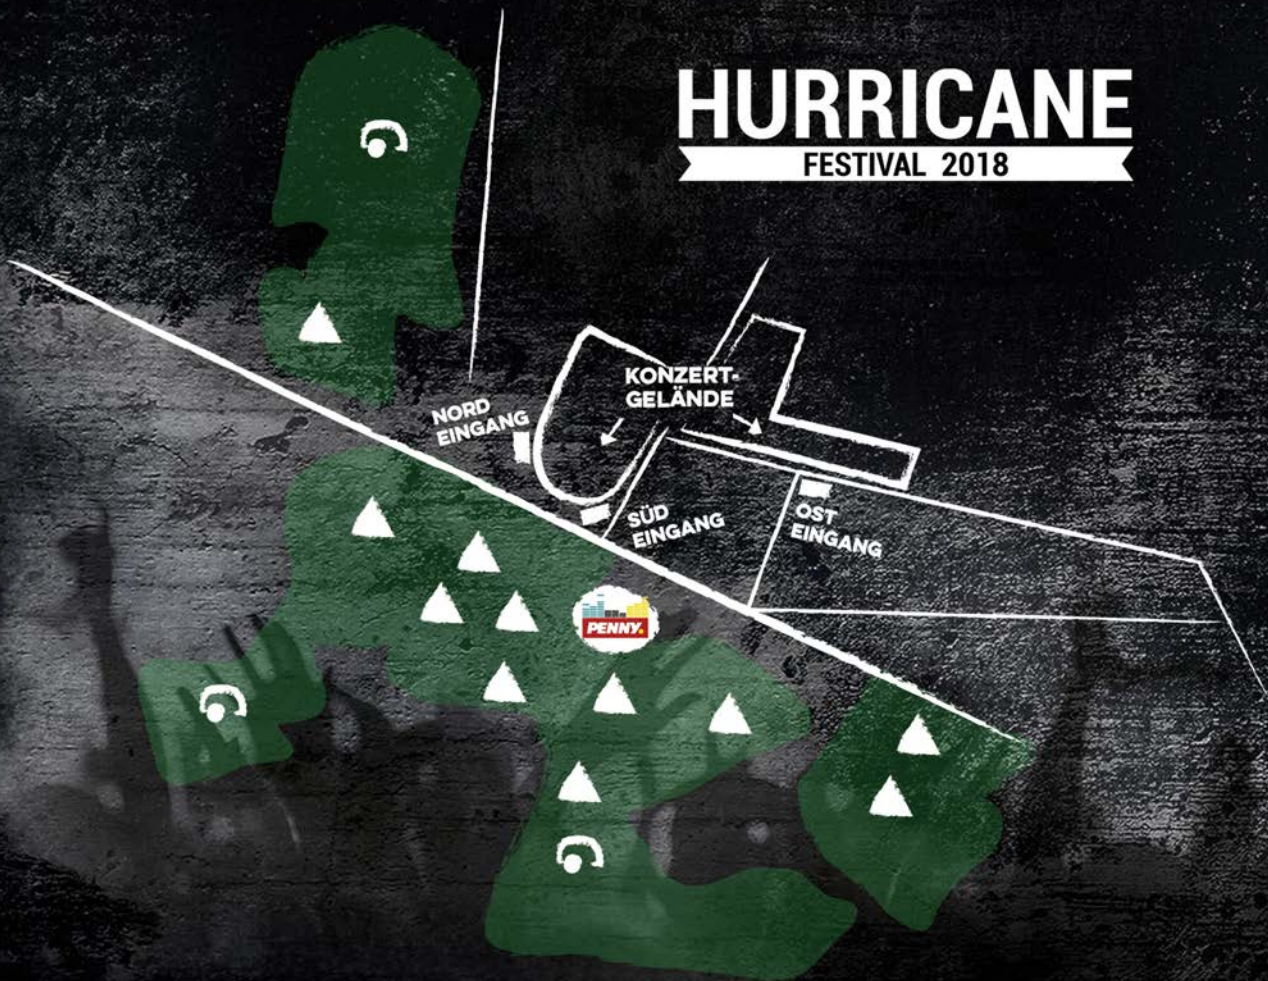 HURRICANE
FESTIVAL 2018
KONZERT-
GELÄNDE
NORD
EINGANG
SÜD
EINGANG
OST
EINGANG
PENNY.